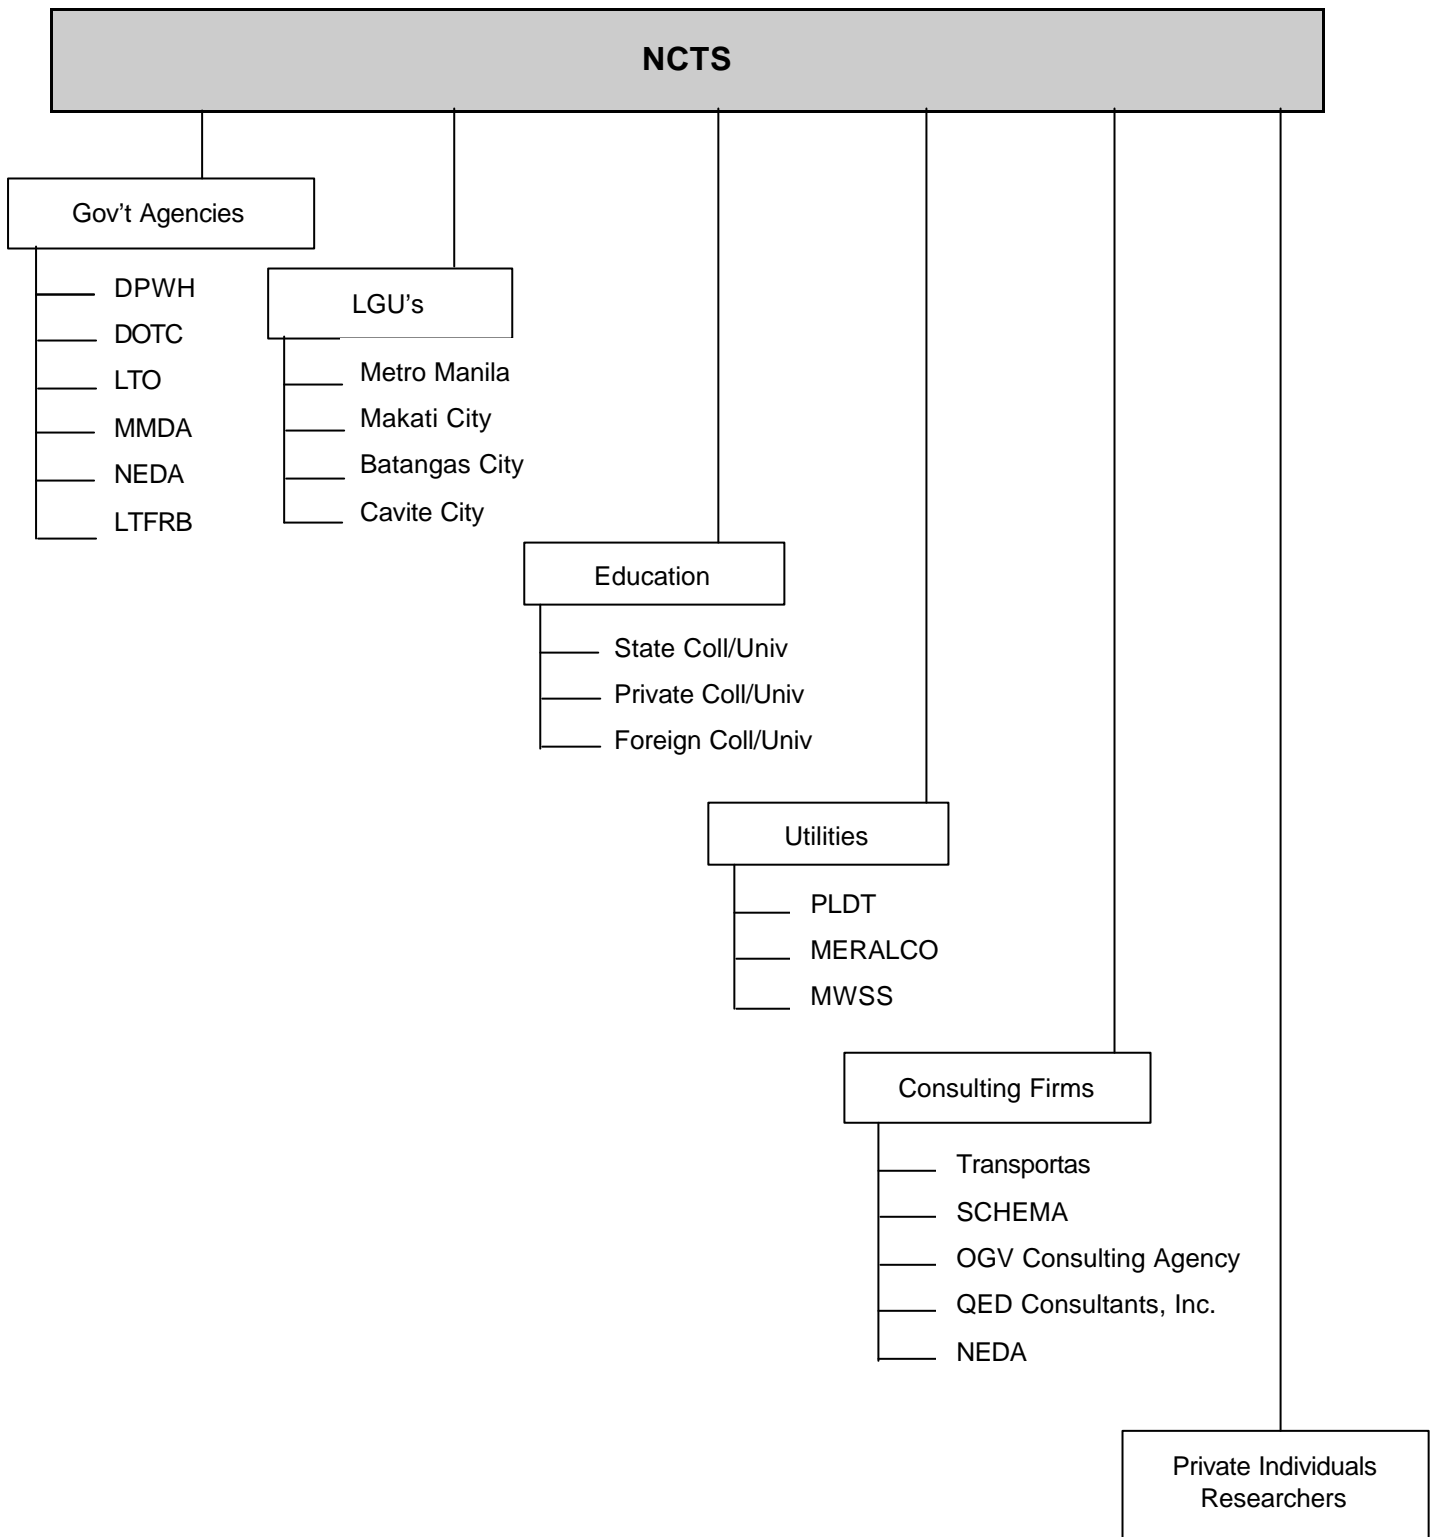 NCTS
Gov't Agencies
DPWH
DOTC
LTO
MMDA
NEDA
LTFRB
LGU's
Metro Manila
Makati City
Batangas City
Cavite City
Education
State Coll/Univ
Private Coll/Univ
Foreign Coll/Univ
Utilities
PLDT
MERALCO
MWSS
Consulting Firms
Transportas
SCHEMA
OGV Consulting Agency
QED Consultants, Inc.
NEDA
Private Individuals
Researchers